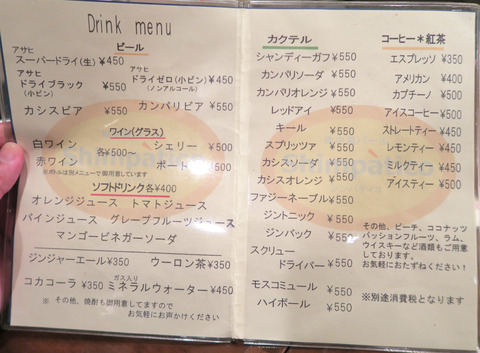 Drink menu
ビール
アサヒ
スーパードライ(生) ¥450
アサヒ アサヒ
ドライブラック ¥550 ドライゼロ(小ビン) ¥450
(小ビン) (ノンアルコール)
カシスビア ¥550 カンパリビア ¥550
ワイン(グラス)
白ワイン 各¥500～ シェリー ¥500
赤ワイン ポート ¥500
※ボトルは別メニューで御用意しています
ソフトドリンク各¥400
オレンジジュース トマトジュース
パインジュース グレープフルーツジュース
マンゴービネガーソーダ
ジンジャーエール¥350 ウーロン茶¥350
ガス入り
コカコーラ ¥350 ミネラルウォーター ¥450
※ その他、焼酎も御用意してますので
お気軽にお声かけください
カクテル
シャンディーガフ ¥550
カンパリソーダ ¥550
カンパリオレンジ ¥550
レッドアイ ¥550
キール ¥550
スプリッツァ ¥550
カシスソーダ ¥550
カシスオレンジ ¥550
ファジーネーブル ¥550
ジントニック ¥550
ジンバック ¥550
スクリュー
ドライバー ¥550
モスコミュール ¥550
ハイボール ¥550
コーヒー＊紅茶
エスプレッソ ¥350
アメリカン ¥400
カプチーノ ¥500
アイスコーヒー ¥500
ストレートティー ¥450
レモンティー ¥450
ミルクティー ¥450
アイスティー ¥500
その他、ピーチ、ココナッツ
パッションフルーツ、ラム、
ウイスキーなど酒類もご用意
しております。
お気軽におたずねください！
※別途消費税となります